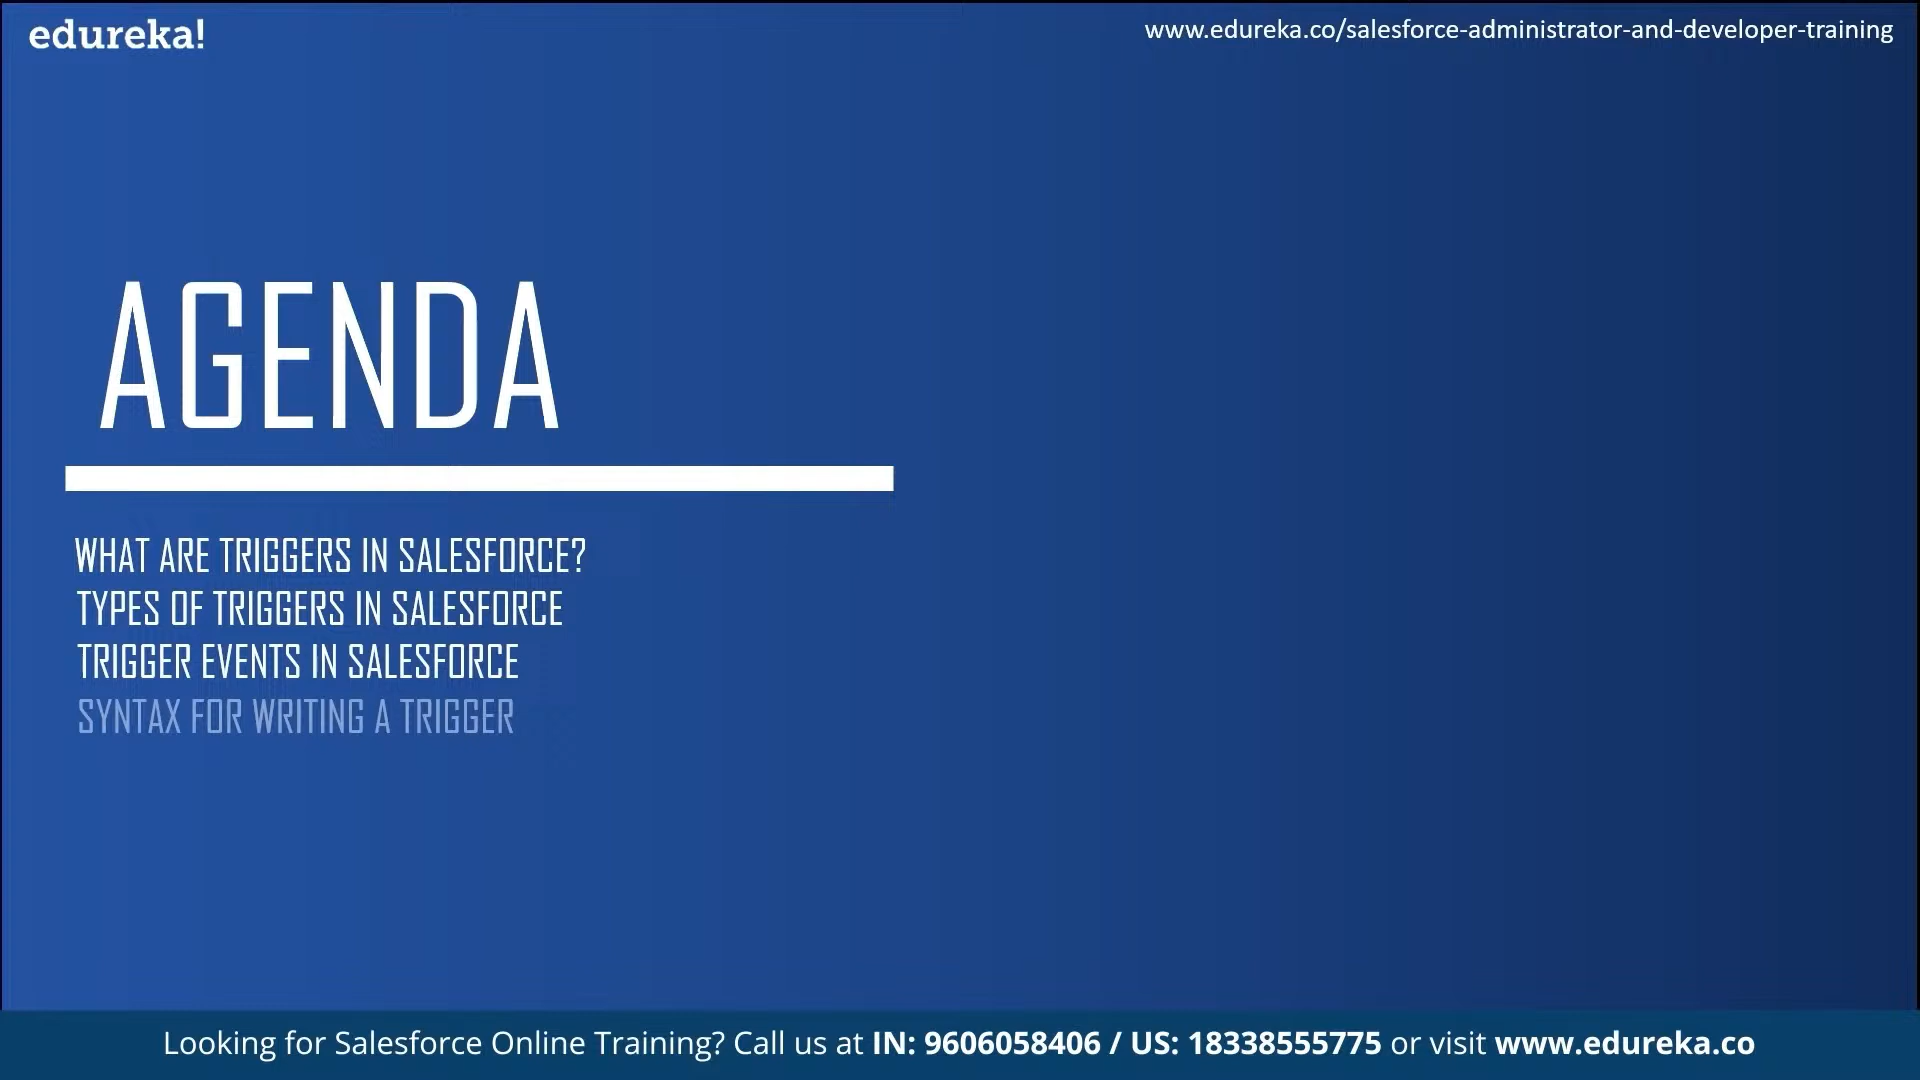 edureka!
www.edureka.co/salesforce-administrator-and-developer-training
AGENDA
WHAT ARE TRIGGERS IN SALESFORCE?
TYPES OF TRIGGERS IN SALESFORCE
TRIGGER EVENTS IN SALESFORCE
SYNTAX FOR WRITING A TRIGGER
Looking for Salesforce Online Training? Call us at IN: 9606058406 / US: 18338555775 or visit www.edureka.co